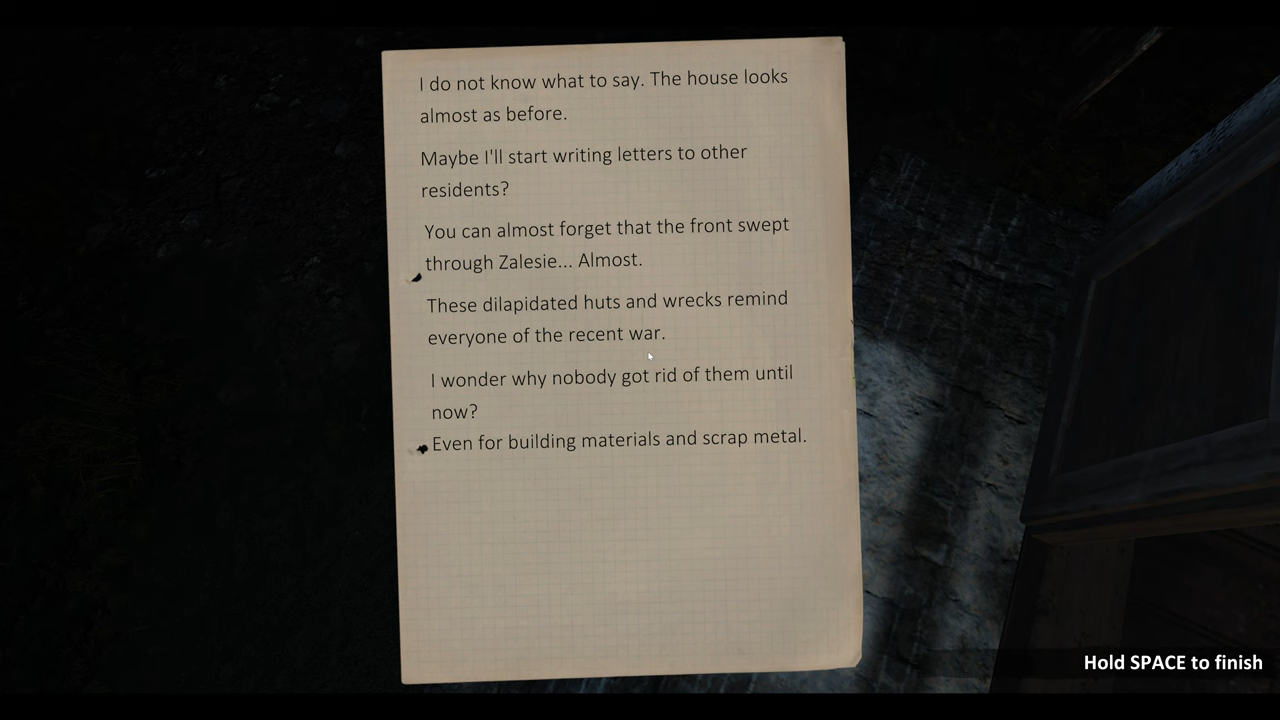 I do not know what to say. The house looks
almost as before.
Maybe I'll start writing letters to other
residents?
You can almost forget that the front swept
through Zalesie... Almost.
These dilapidated huts and wrecks remind
everyone of the recent war.
I wonder why nobody got rid of them until
now?
Even for building materials and scrap metal.
Hold SPACE to finish